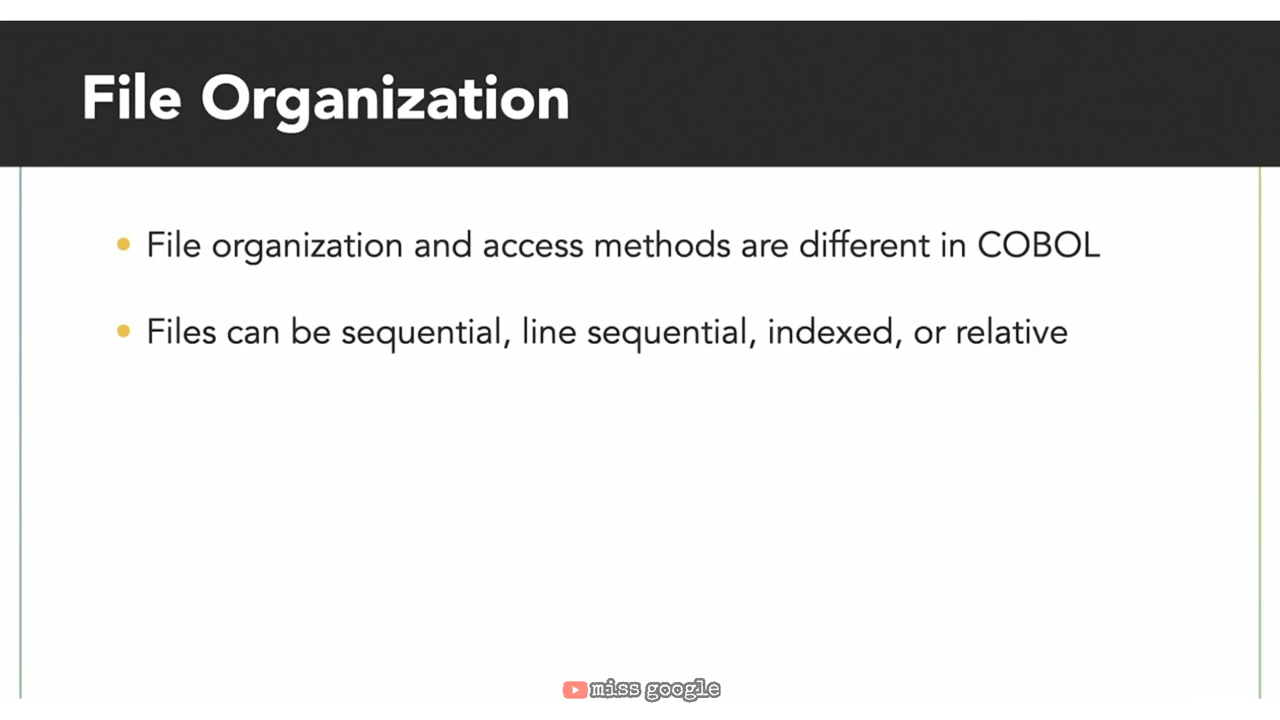 File Organization
File organization and access methods are different in COBOL
Files can be sequential, line sequential, indexed, or relative
miss google